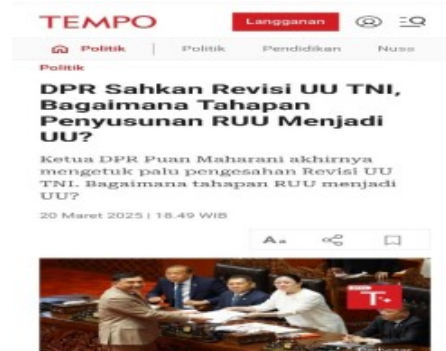 TEMPO
Langganan
Politik
Politik
Pendidikan
Nusa
Politik
DPR Sahkan Revisi UU TNI,
Bagaimana Tahapan
Penyusunan RUU Menjadi
UU?
Ketua DPR Puan Maharani akhirnya
mengetuk palu pengesahan Revisi UU
TNI. Bagaimana tahapan RUU menjadi
UU?
20 Maret 2025 | 18.49 WIB